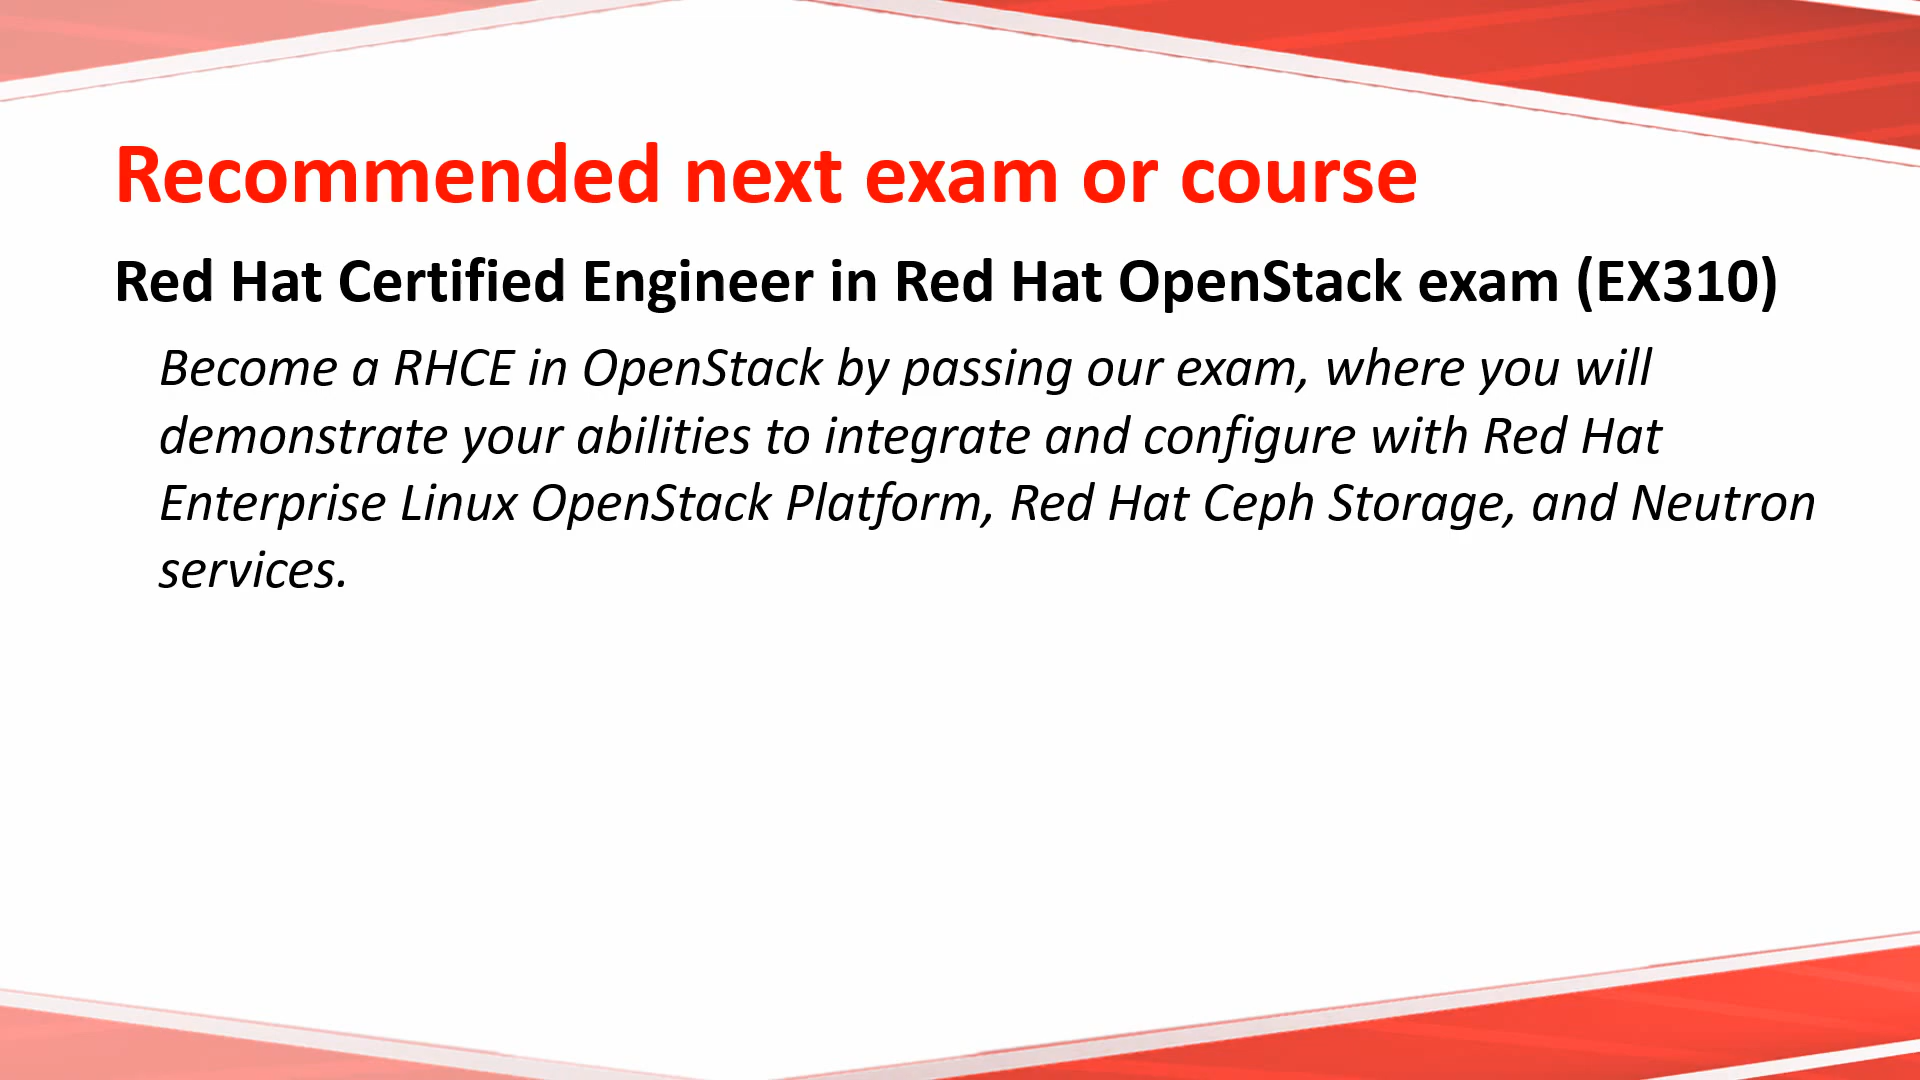 Recommended next exam or course
Red Hat Certified Engineer in Red Hat OpenStack exam (EX310)
Become a RHCE in OpenStack by passing our exam, where you will
demonstrate your abilities to integrate and configure with Red Hat
Enterprise Linux OpenStack Platform, Red Hat Ceph Storage, and Neutron
services.